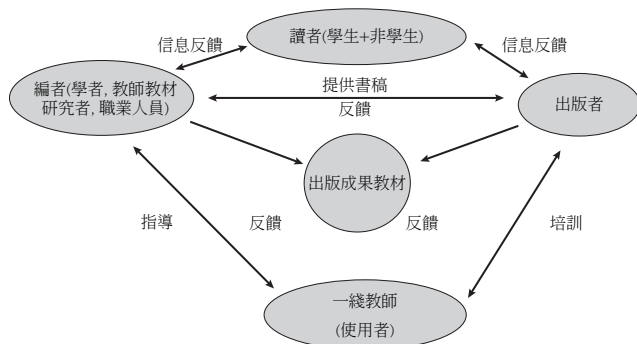 讀者(學生+非學生)
信息反饋
信息反饋
編者(學者, 教師教材
研究者, 職業人員)
提供書稿
反饋
出版者
出版成果教材
指導
反饋
反饋
培訓
一綫教師
(使用者)